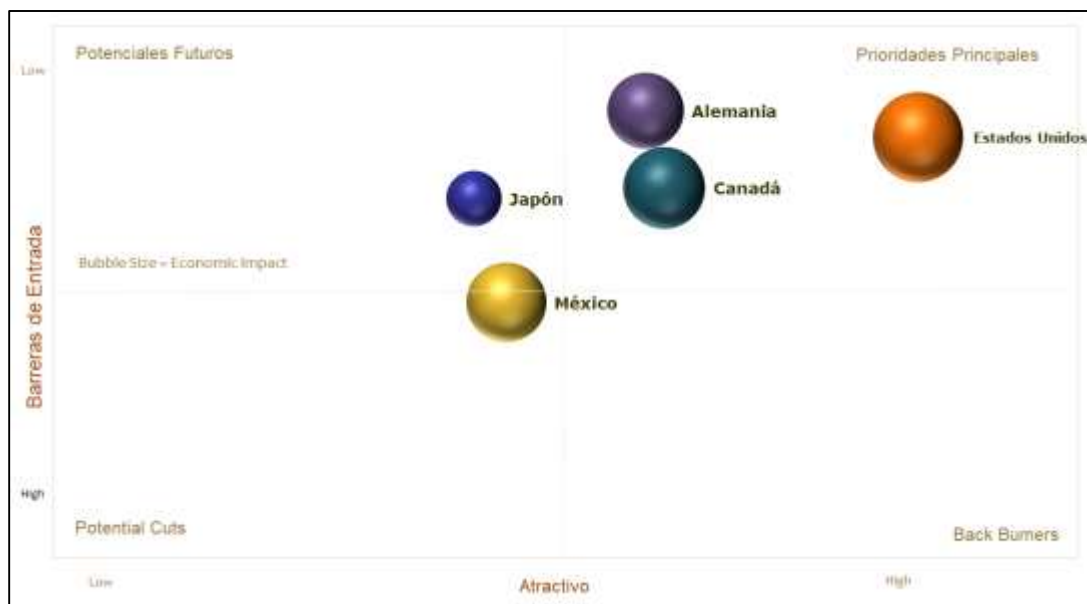 Potenciales Futuros
Prioridades Principales
Low
Alemania
Estados Unidos
Canadá
Japón
Barreras de Entrada
Bubble Size = Economic Impact
México
High
Potential Cuts
Back Burners
Low
Atractivo
High